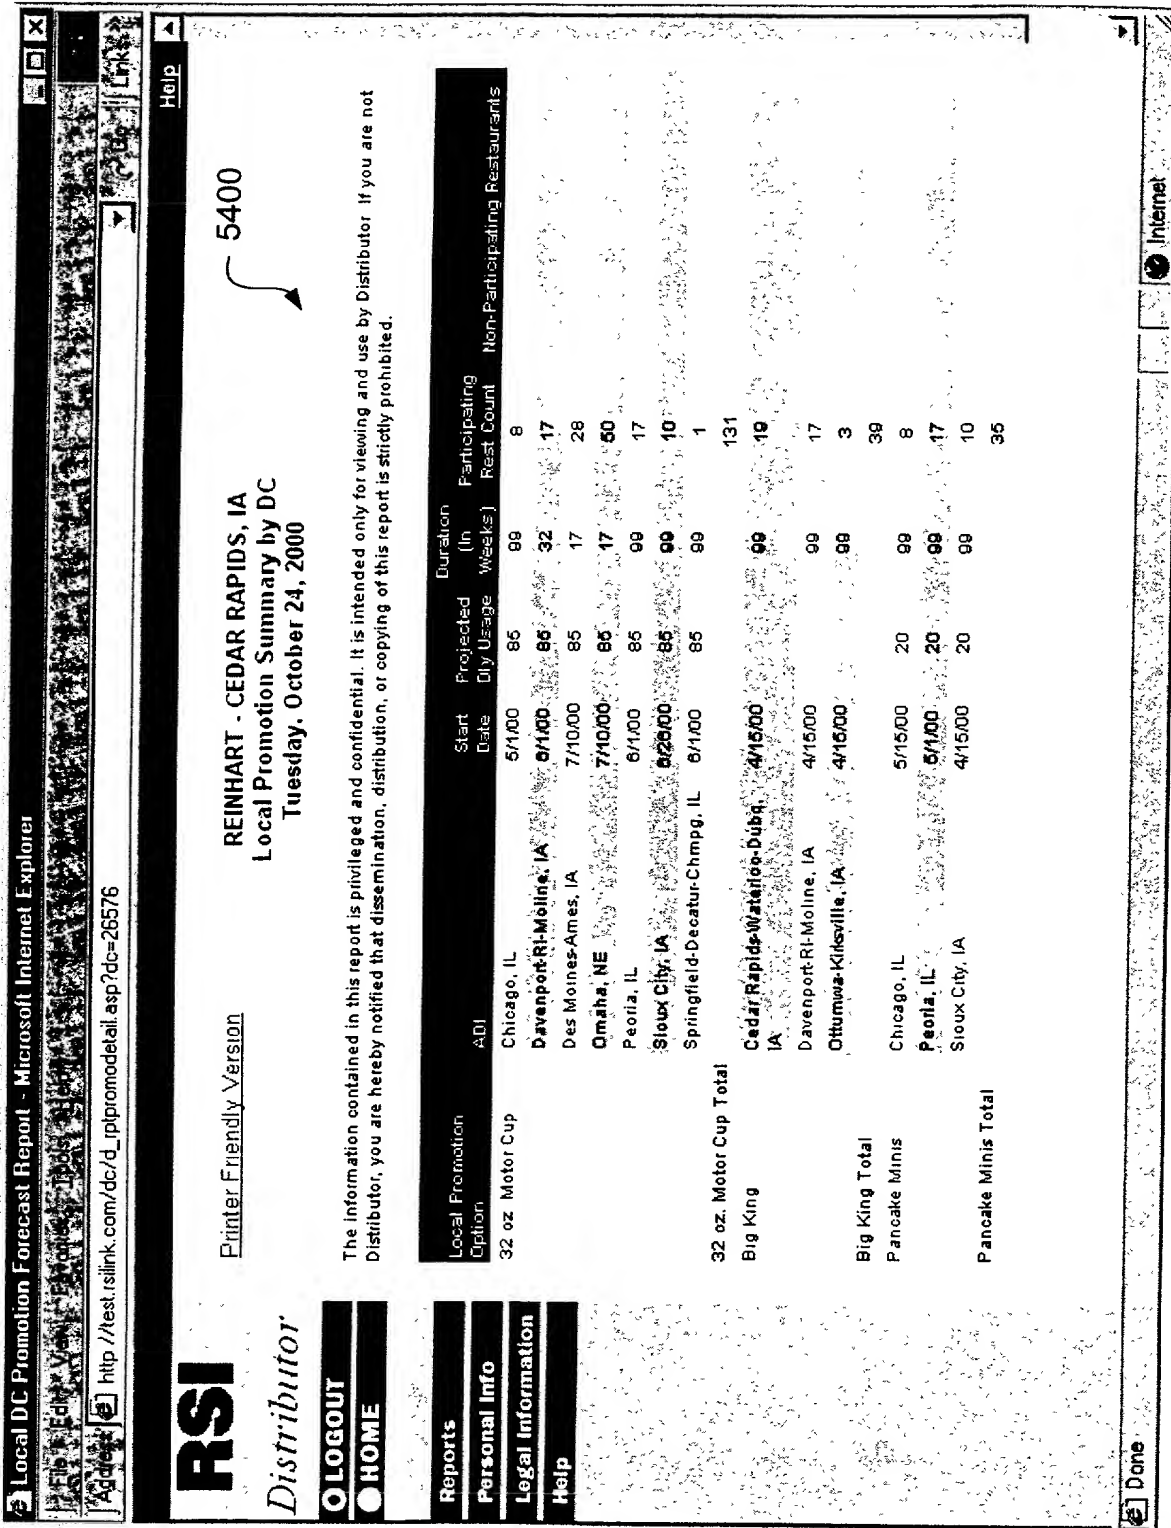 Local DC Promotion Forecast Report - Microsoft Internet Explorer
File Edit View Favorites Tools Help
Address http //test.rsilink.com/dc/d_rptpromodetail.asp?dc=26576 Go Links
Help
RSI
Distributor
LOGOUT
HOME
Reports
Personal Info
Legal Information
Help
Printer Friendly Version
REINHART - CEDAR RAPIDS, IA
Local Promotion Summary by DC
Tuesday, October 24, 2000
5400
The information contained in this report is privileged and confidential. It is intended only for viewing and use by Distributor If you are not
Distributor, you are hereby notified that dissemination, distribution, or copying of this report is strictly prohibited.
Local Promotion Option ADI Start Date Projected Dly Usage Duration (In Weeks) Participating Rest Count Non-Participating Restaurants
32 oz Motor Cup Chicago, IL 5/1/00 85 99 8
Davenport-RI-Moline, IA 6/1/00 85 32 17
Des Moines-Ames, IA 7/10/00 85 17 28
Omaha, NE 7/10/00 85 17 50
Peoria, IL 6/1/00 85 99 17
Sioux City, IA 85 99 10
Springfield-Decatur-Chmpg, IL 6/1/00 85 99 1
32 oz. Motor Cup Total 131
Big King Cedar Rapids-Waterloo-Dubq, IA 4/15/00 99 19
Davenport-RI-Moline, IA 4/15/00 99 17
Ottumwa-Kirksville, IA 4/15/00 99 3
Big King Total 39
Pancake Minis Chicago, IL 5/15/00 20 99 8
Peoria, IL 5/1/00 20 99 17
Sioux City, IA 4/15/00 20 99 10
Pancake Minis Total 35
Done Internet